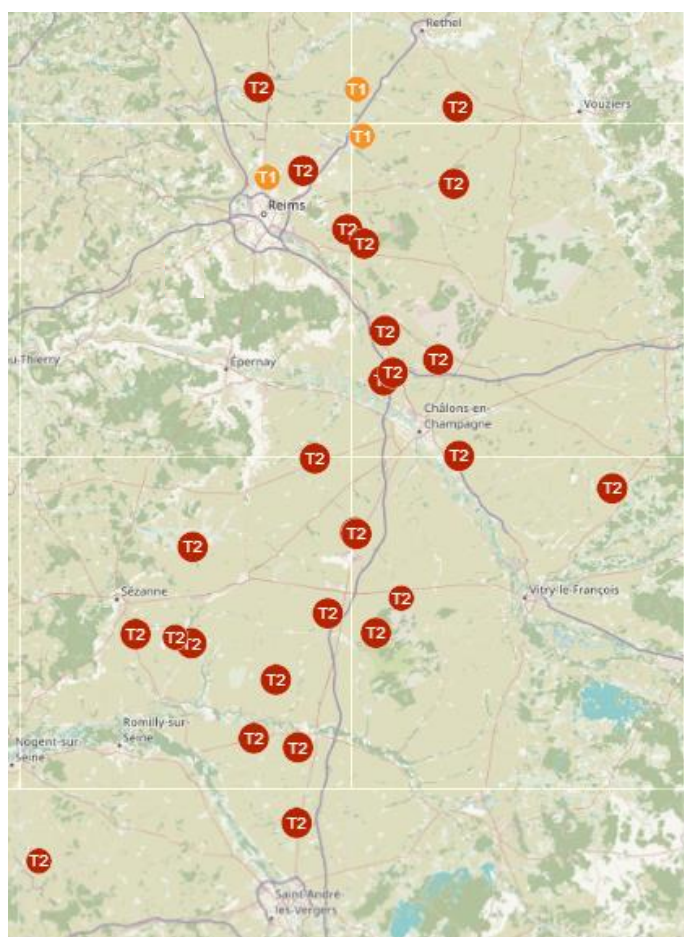 Rethel
T2
T1
T2
Vouziers
T1
T2
T1
T2
Reims
T2
T2
T2
T2
u-Thierry
Épernay
T2
T2
Châlons-en-
Champagne
T2
T2
T2
T2
T2
Sézanne
T2
Vitry-le-François
T2
T2
T2
T2
T2
T2
Romilly-sur-
Seine
T2
Nogent-sur
Seine
T2
T2
T2
Saint-André-
les-Vergers